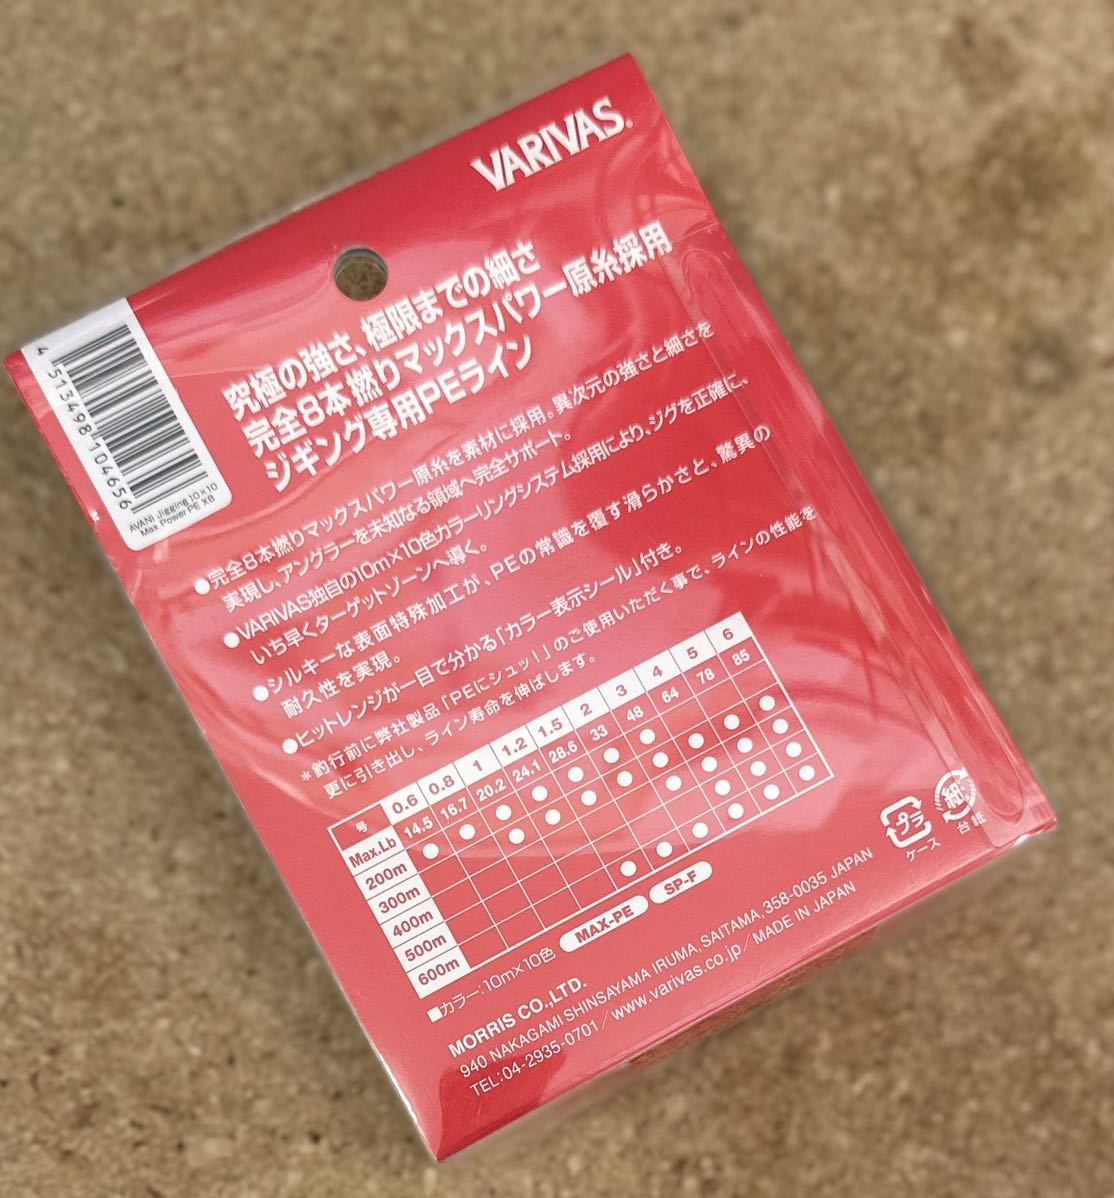 VARIVAS®
究極の強さ、極限までの細さ
完全8本撚りマックスパワー原糸採用
ジギング専用PEライン
4 513498 104656
AVANI Jigging 10×10
Max Power PE X8
●完全8本撚りマックスパワー原糸を素材に採用。異次元の強さと細さを
実現し、アングラーを未知なる領域へ完全サポート。
●VARIVAS独自の10m×10色カラーリングシステム採用により、ジグを正確に、
いち早くターゲットゾーンへ導く。
●シルキーな表面特殊加工が、PEの常識を覆す滑らかさと、驚異の
耐久性を実現。
●ヒットレンジが一目で分かる「カラー表示シール」付き。
*釣行前に弊社製品「PEにシュッ!」のご使用いただく事で、ラインの性能を
更に引き出し、ライン寿命を伸ばします。
号 0.6 0.8 1 1.2 1.5 2 3 4 5 6
Max.Lb 14.5 16.7 20.2 24.1 28.6 33 48 64 78 85
200m ● ● ● ● ● ● ●
300m ● ● ● ● ● ● ●
400m
500m
600m
■カラー:10m×10色 MAX-PE SP-F
MORRIS CO.,LTD.
940 NAKAGAMI SHINSAYAMA IRUMA, SAITAMA, 358-0035 JAPAN
TEL:04-2935-0701/www.varivas.co.jp/MADE IN JAPAN
プラ
ケース
紙
台紙